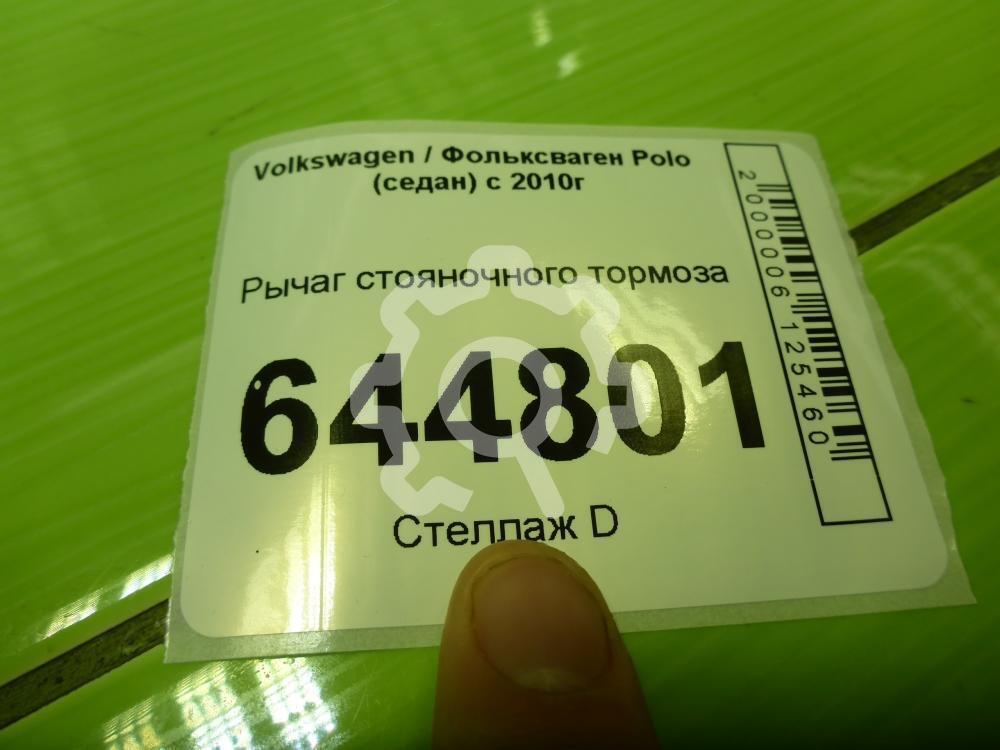 Volkswagen / Фольксваген Polo
(седан) с 2010г
Рычаг стояночного тормоза
644801
Стеллаж D
2000006125460